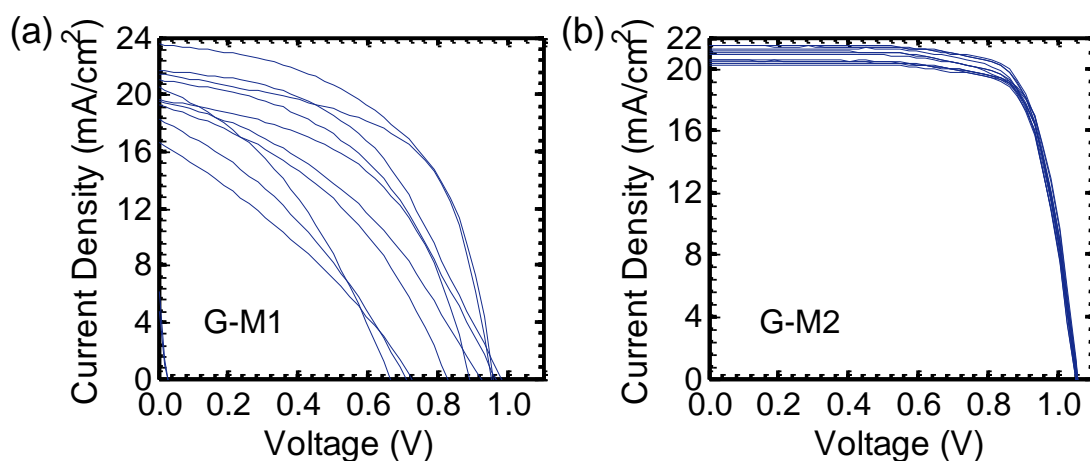 (a)
Current Density (mA/cm²)
24
20
16
12
8
4
0
0.0 0.2 0.4 0.6 0.8 1.0
Voltage (V)
G-M1
(b)
Current Density (mA/cm²)
22
20
16
12
8
4
0
0.0 0.2 0.4 0.6 0.8 1.0
Voltage (V)
G-M2